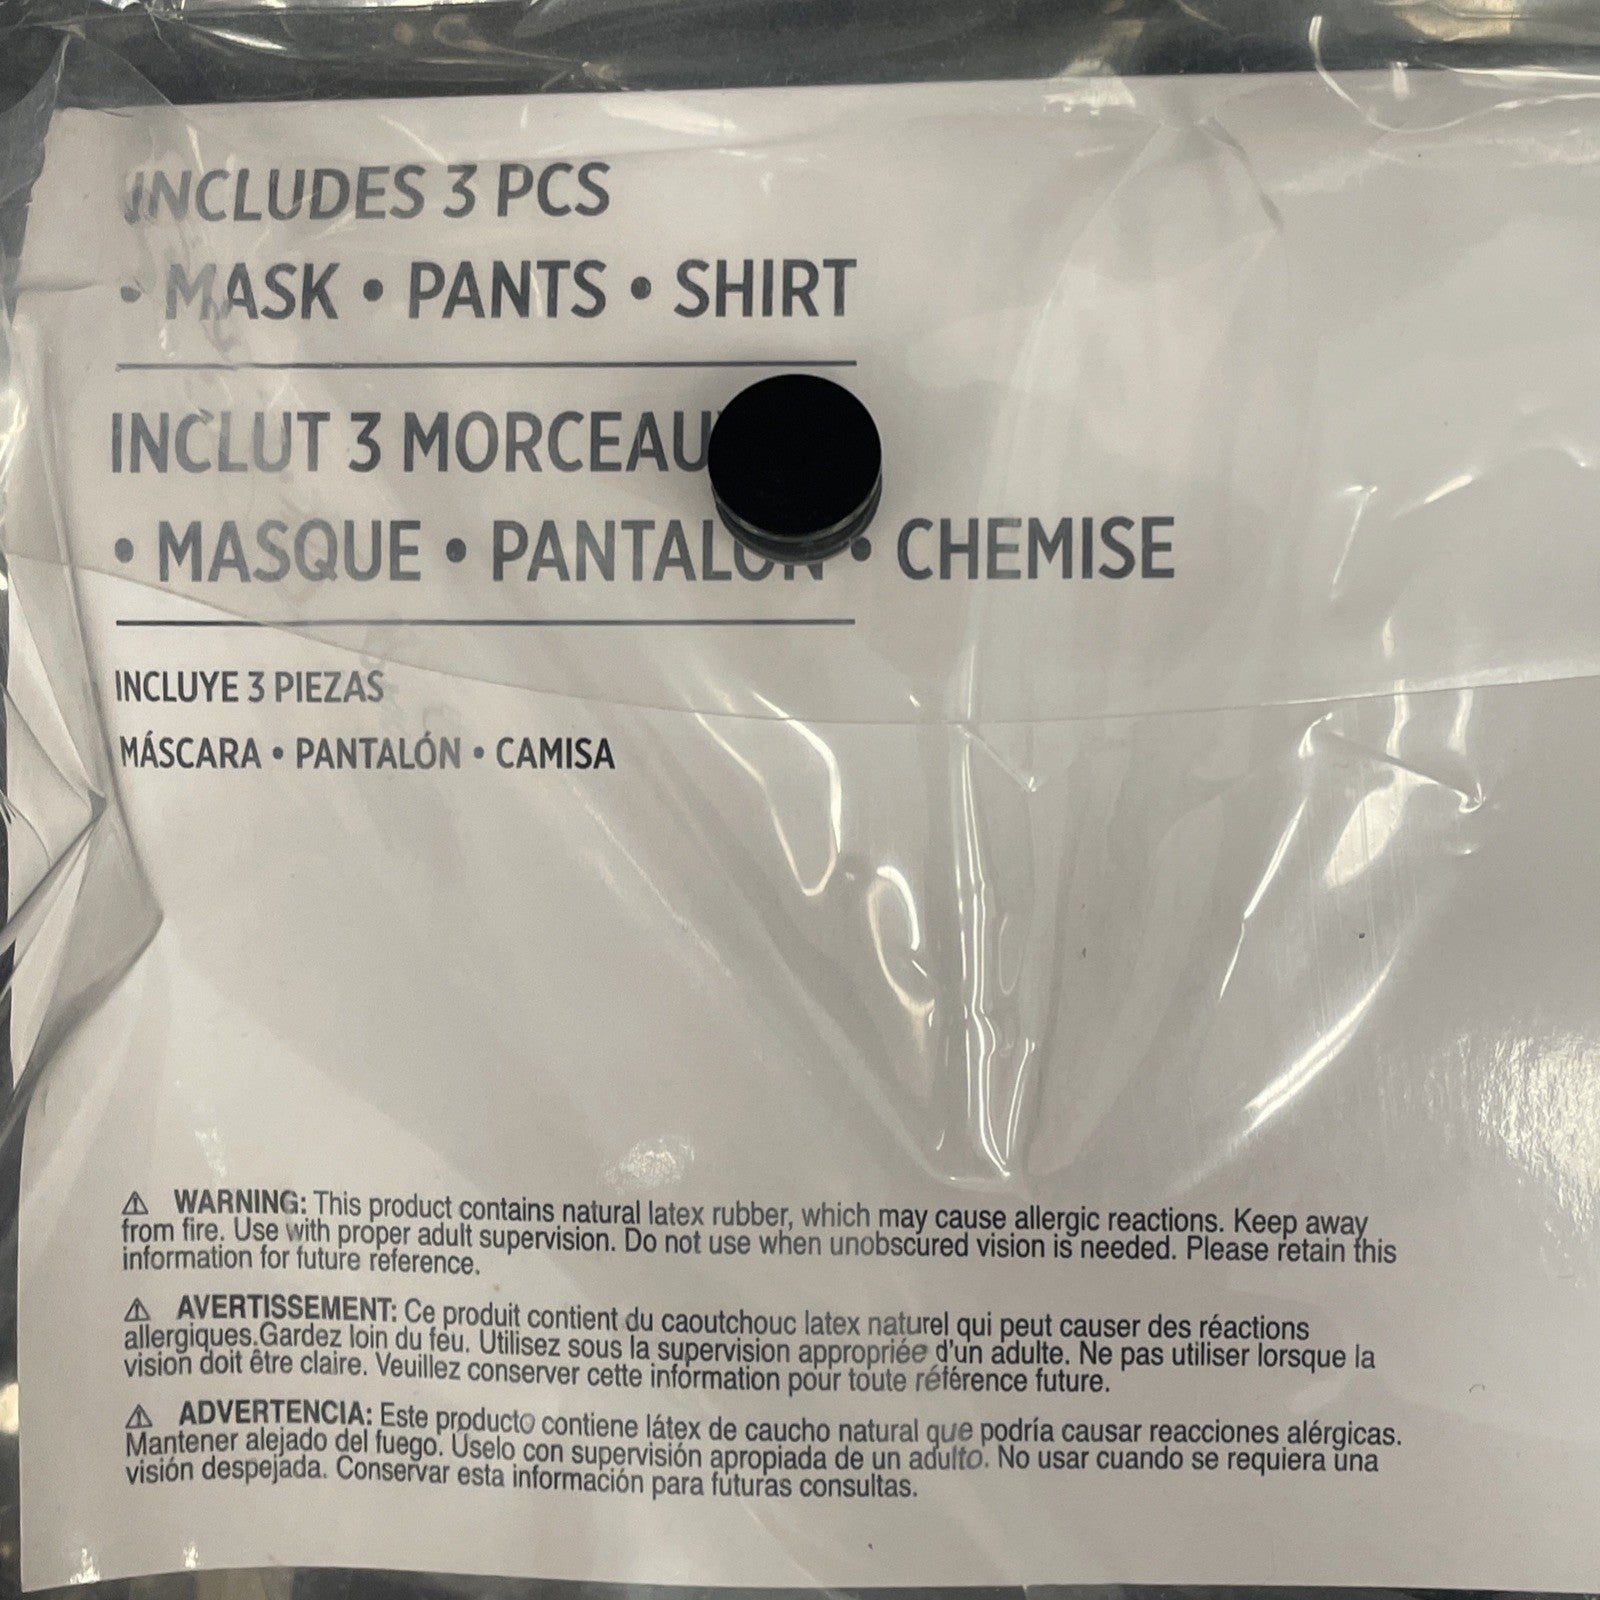 INCLUDES 3 PCS
• MASK • PANTS • SHIRT
INCLUT 3
• MASQUE • • CHEMISE
INCLUYE 3 PIEZAS
MÁSCARA • PANTALÓN • CAMISA
⚠ WARNING: This product contains natural latex rubber, which may cause allergic reactions. Keep away
from fire. Use with proper adult supervision. Do not use when unobscured vision is needed. Please retain this
information for future reference.
⚠ AVERTISSEMENT: Ce produit contient du caoutchouc latex naturel qui peut causer des réactions
allergiques.Gardez loin du feu. Utilisez sous la supervision appropriée d'un adulte. Ne pas utiliser lorsque la
vision doit être claire. Veuillez conserver cette information pour toute référence future.
⚠ ADVERTENCIA: Este producto contiene látex de caucho natural que podría causar reacciones alérgicas.
Mantener alejado del fuego. Úselo con supervisión apropiada de un adulto. No usar cuando se requiera una
visión despejada. Conservar esta información para futuras consultas.